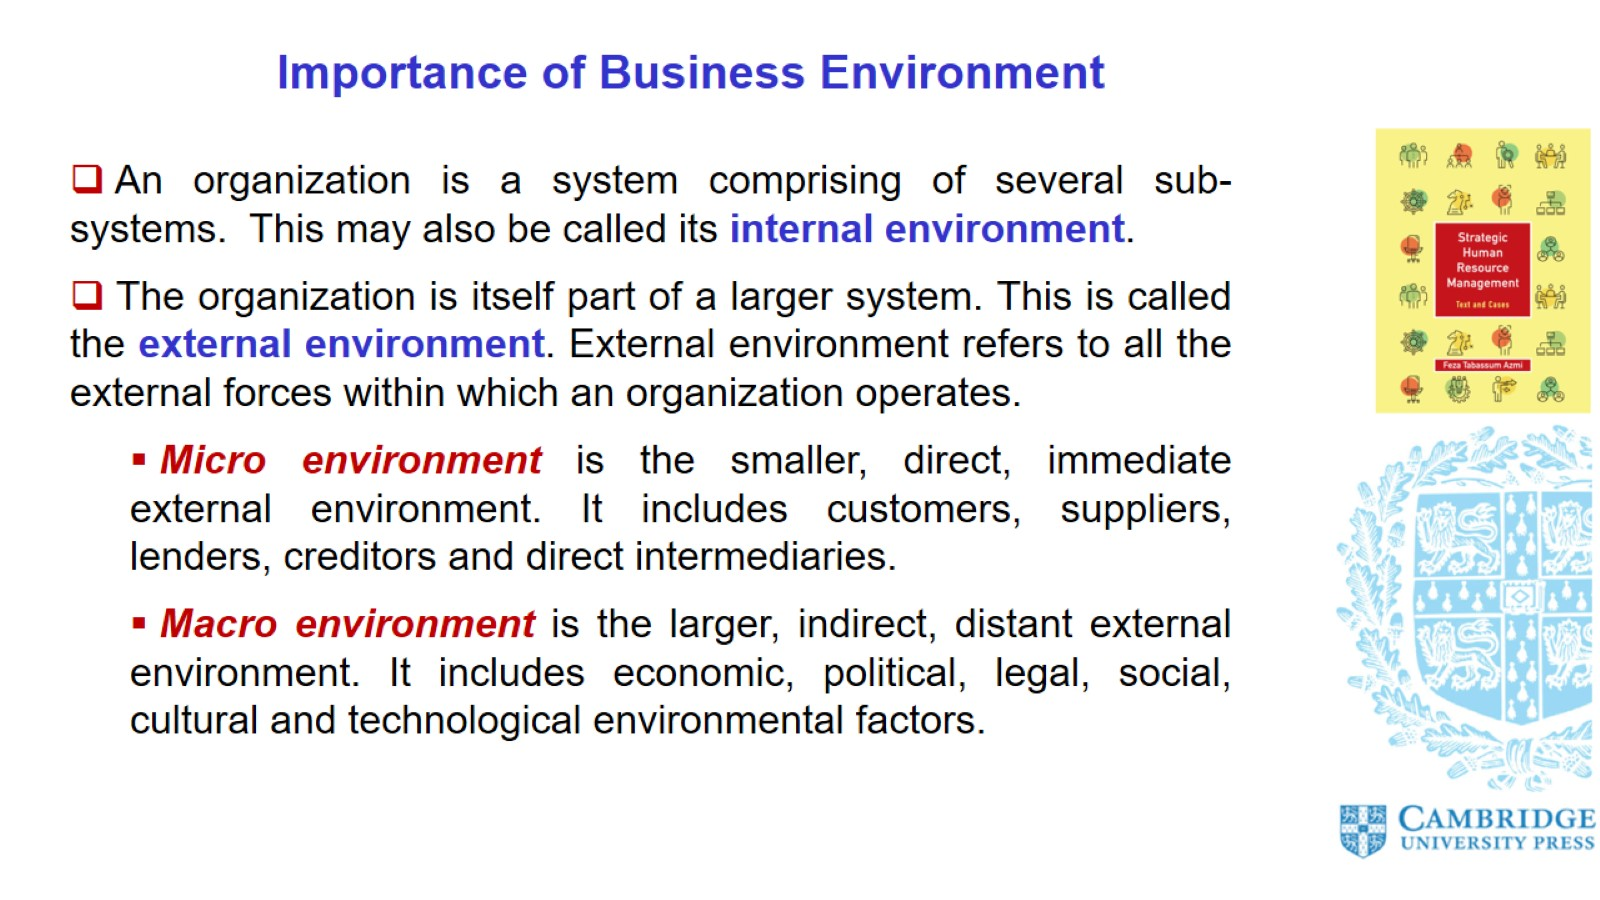 Importance of Business Environment
❑ An organization is a system comprising of several sub-
systems. This may also be called its internal environment.
❑ The organization is itself part of a larger system. This is called
the external environment. External environment refers to all the
external forces within which an organization operates.
▪ Micro environment is the smaller, direct, immediate
external environment. It includes customers, suppliers,
lenders, creditors and direct intermediaries.
▪ Macro environment is the larger, indirect, distant external
environment. It includes economic, political, legal, social,
cultural and technological environmental factors.
Strategic
Human
Resource
Management
Text and Cases
Feza Tabassum Azmi
CAMBRIDGE
UNIVERSITY PRESS